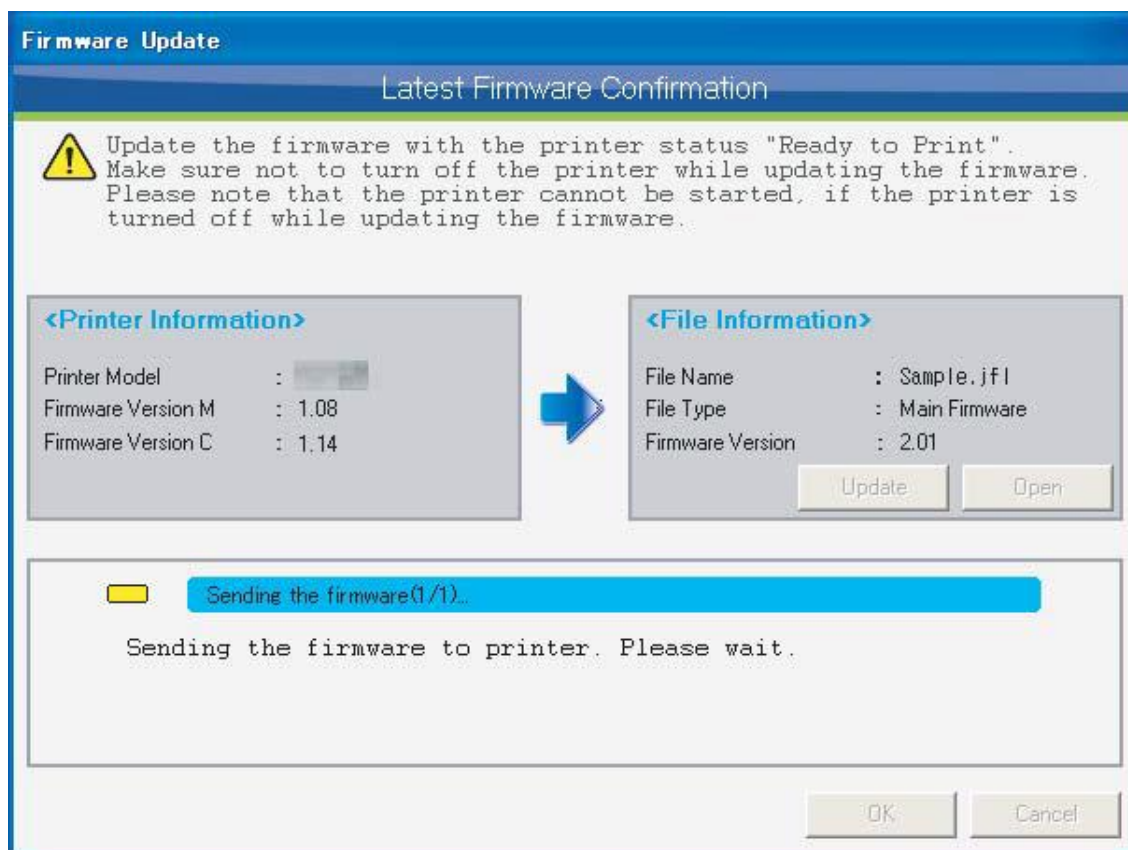 Firmware Update
Latest Firmware Confirmation
Update the firmware with the printer status "Ready to Print".
Make sure not to turn off the printer while updating the firmware.
Please note that the printer cannot be started, if the printer is
turned off while updating the firmware.
<Printer Information>
Printer Model :
Firmware Version M : 1.08
Firmware Version C : 1.14
<File Information>
File Name : Sample.jfl
File Type : Main Firmware
Firmware Version : 2.01
Update Open
Sending the firmware(1/1)...
Sending the firmware to printer. Please wait.
OK Cancel